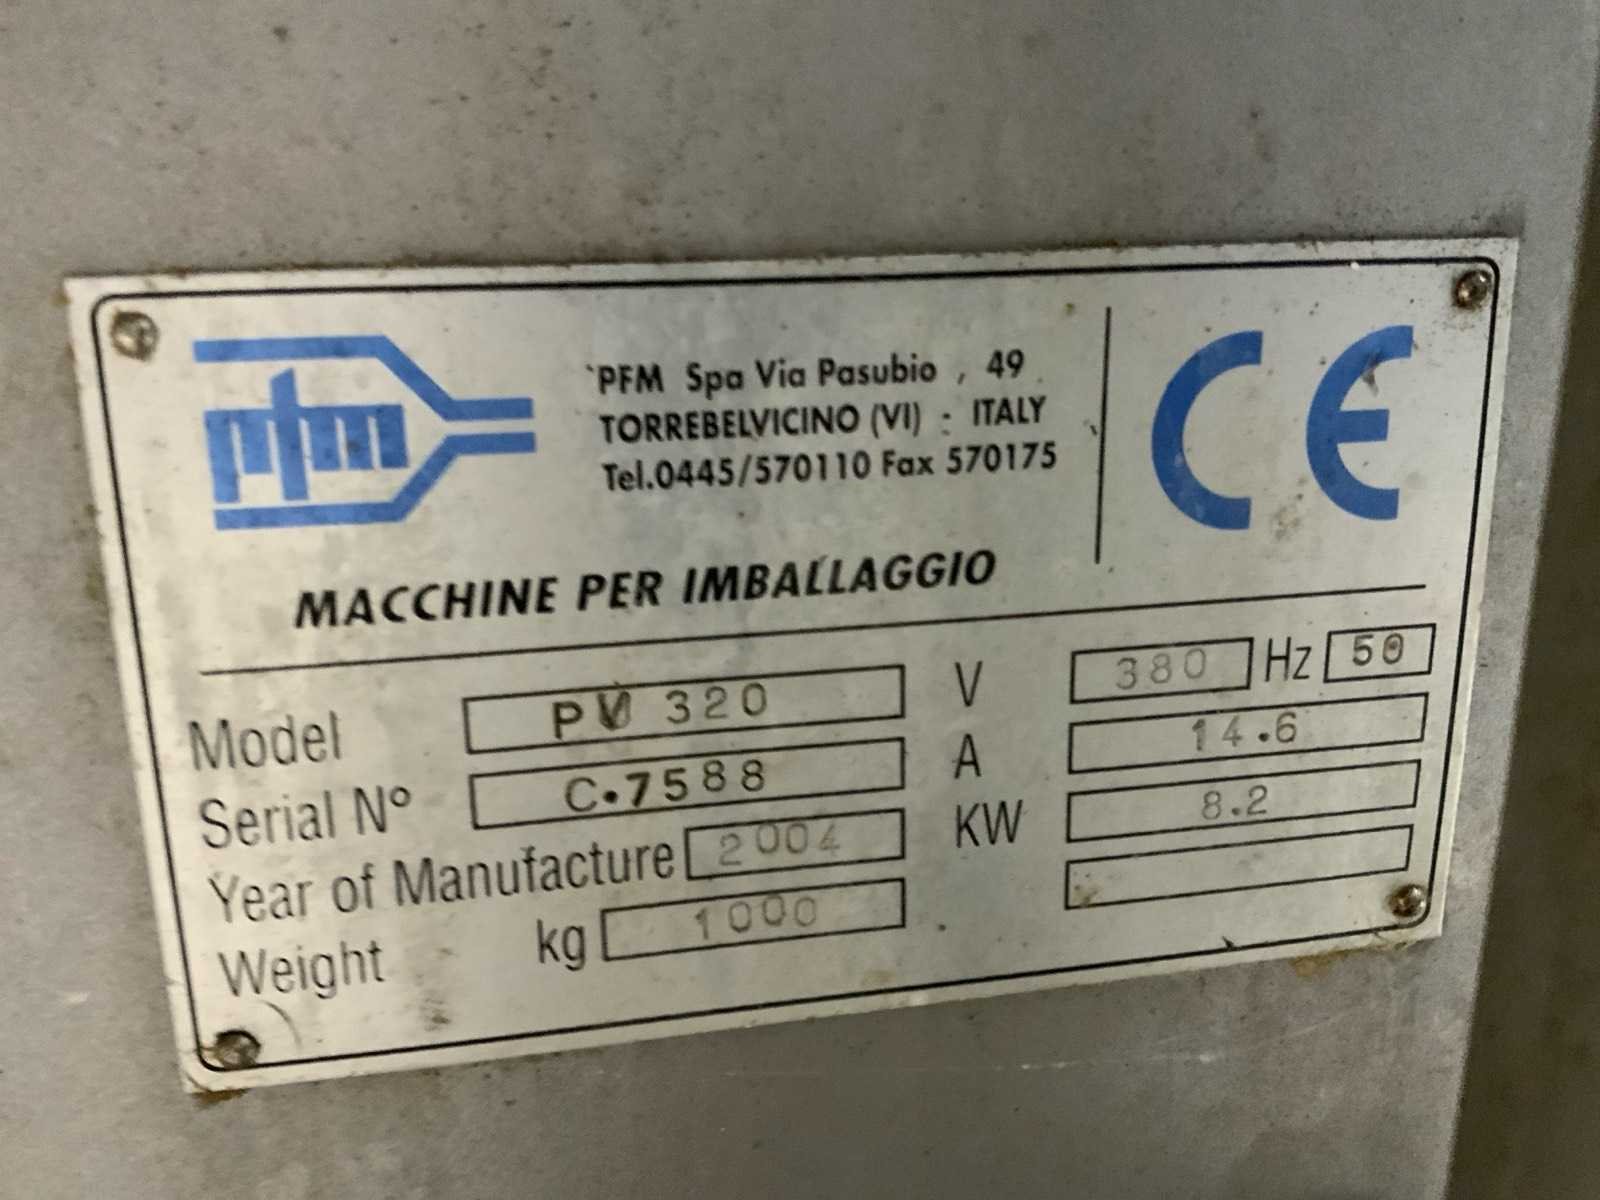 pfm
PFM Spa Via Pasubio , 49
TORREBELVICINO (VI) - ITALY
Tel.0445/570110 Fax 570175
CE
MACCHINE PER IMBALLAGGIO
Model PV 320
Serial N° C.7588
Year of Manufacture 2004
Weight kg 1000
V 380 Hz 50
A 14.6
KW 8.2